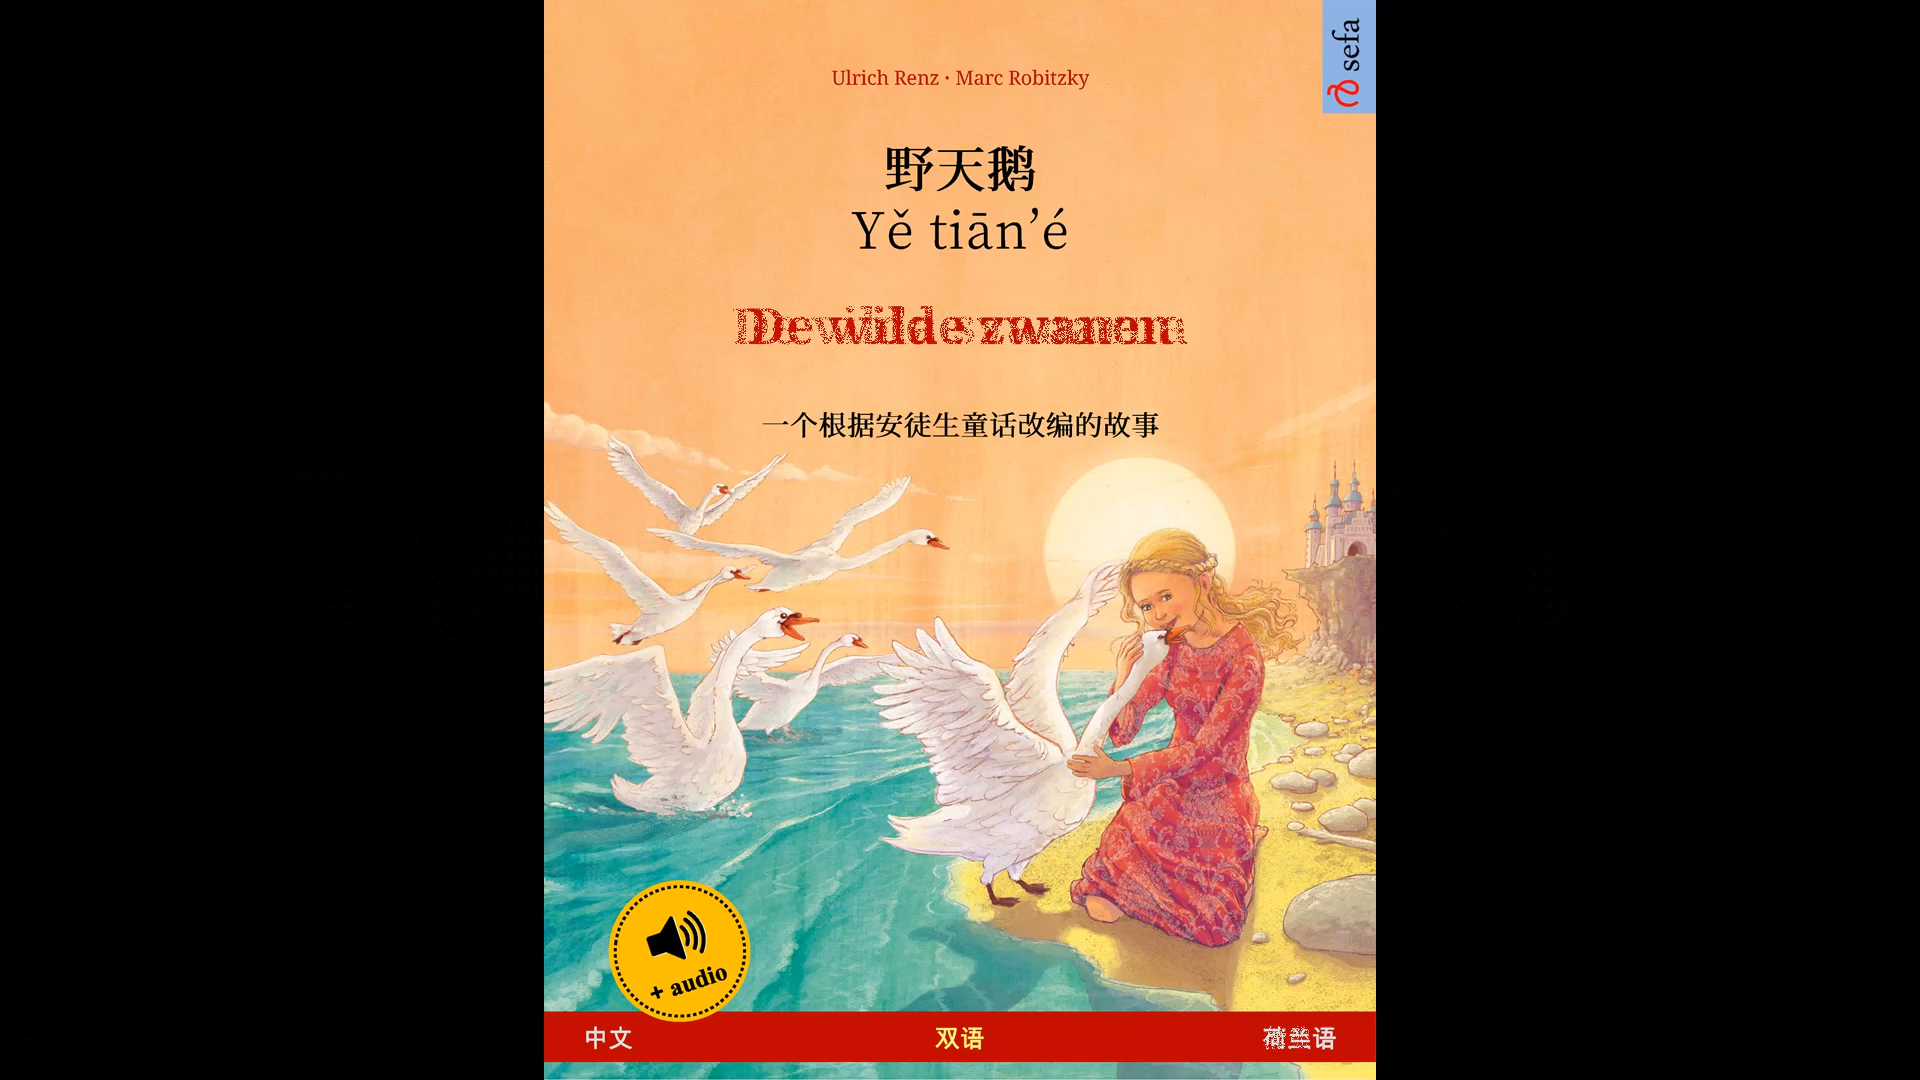 Ulrich Renz · Marc Robitzky
sefa
野天鹅
Yě tiān’é
De wilde zwanen
一个根据安徒生童话改编的故事
+ audio
中文
双语
荷兰语